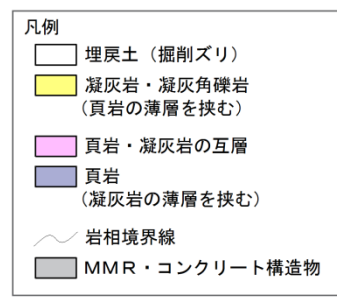 凡例
埋戻土（掘削ズリ）
凝灰岩・凝灰角礫岩
（頁岩の薄層を挟む）
頁岩・凝灰岩の互層
頁岩
（凝灰岩の薄層を挟む）
岩相境界線
ＭＭＲ・コンクリート構造物